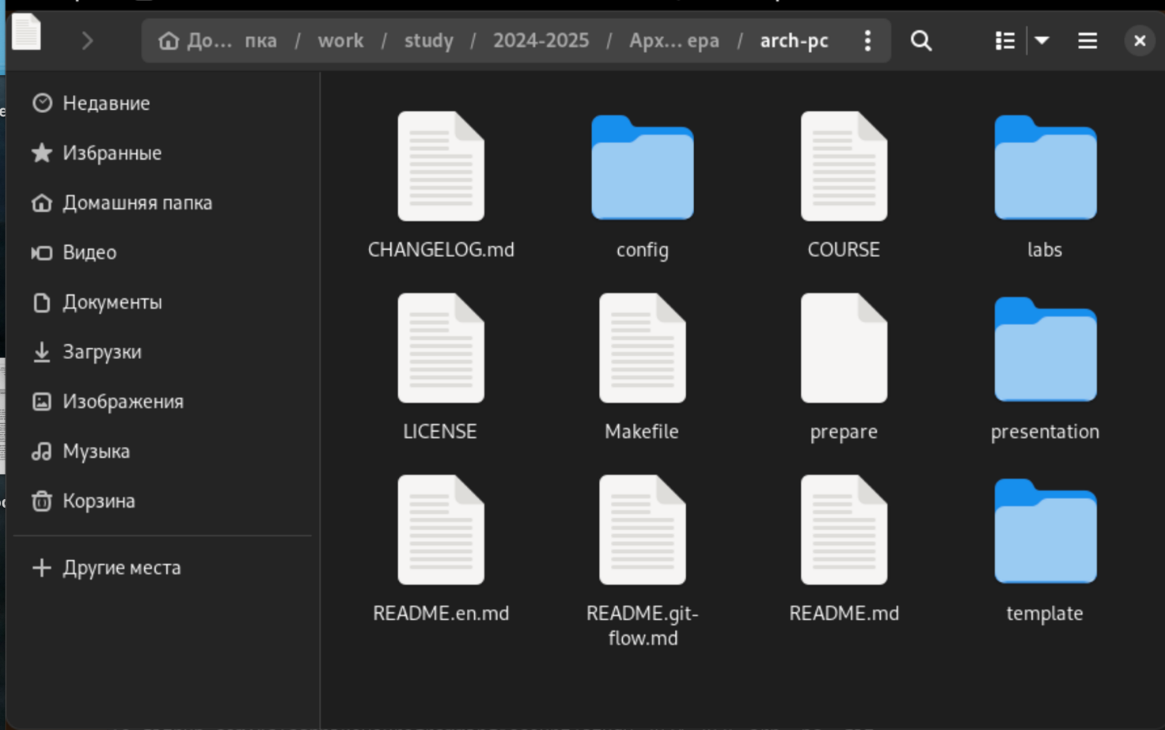 До... пка / work / study / 2024-2025 / Арх... ера / arch-pc
Недавние
Избранные
Домашняя папка
Видео
Документы
Загрузки
Изображения
Музыка
Корзина
Другие места
CHANGELOG.md
config
COURSE
labs
LICENSE
Makefile
prepare
presentation
README.en.md
README.git-
flow.md
README.md
template